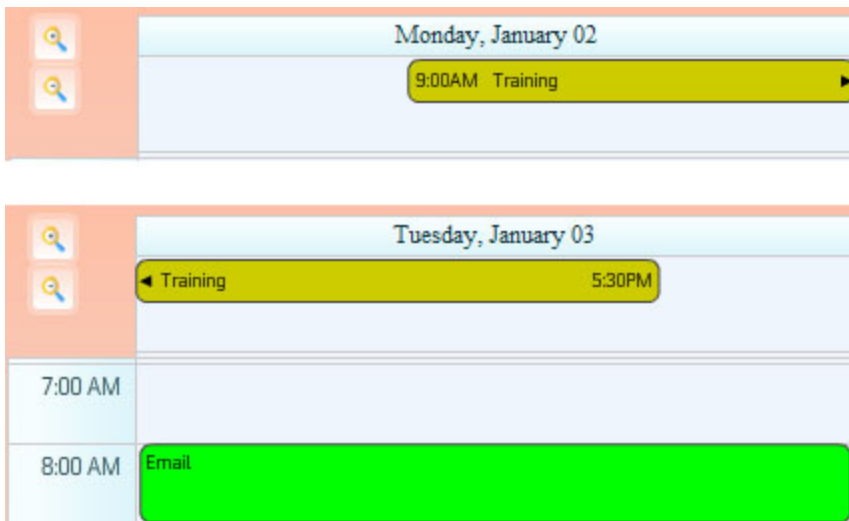 Monday, January 02
9:00AM Training
Tuesday, January 03
Training 5:30PM
7:00 AM
8:00 AM Email